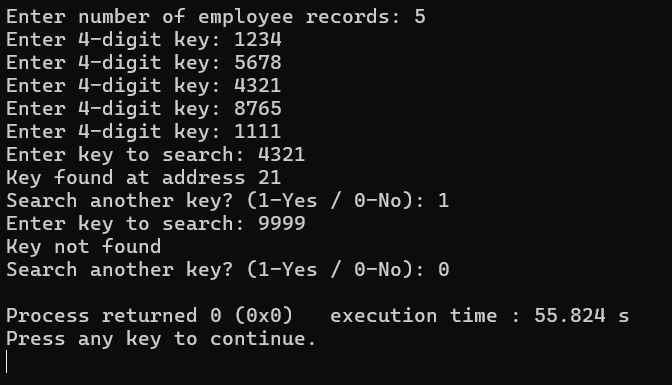 Enter number of employee records: 5
Enter 4-digit key: 1234
Enter 4-digit key: 5678
Enter 4-digit key: 4321
Enter 4-digit key: 8765
Enter 4-digit key: 1111
Enter key to search: 4321
Key found at address 21
Search another key? (1-Yes / 0-No): 1
Enter key to search: 9999
Key not found
Search another key? (1-Yes / 0-No): 0
Process returned 0 (0x0)   execution time : 55.824 s
Press any key to continue.